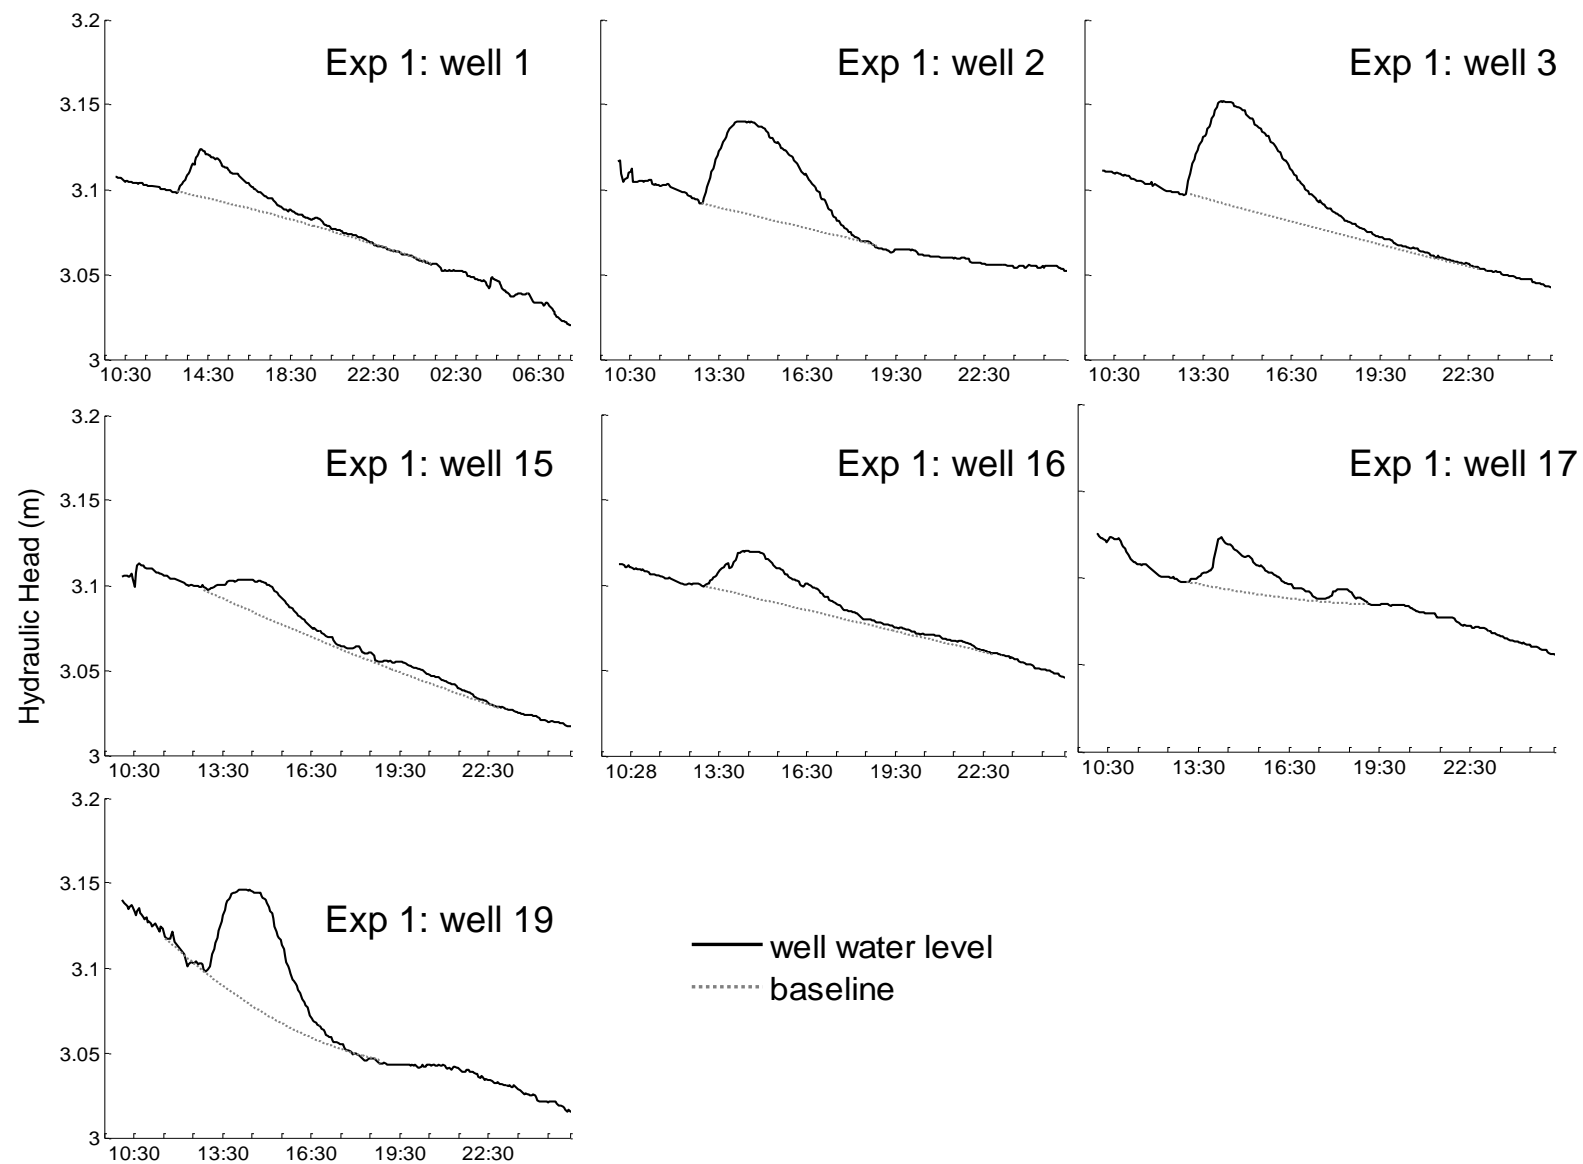 3.2
3.15
3.1
3.05
3
Exp 1: well 1
10:30 14:30 18:30 22:30 02:30 06:30
Exp 1: well 2
10:30 13:30 16:30 19:30 22:30
Exp 1: well 3
10:30 13:30 16:30 19:30 22:30
Hydraulic Head (m)
3.2
3.15
3.1
3.05
3
Exp 1: well 15
10:30 13:30 16:30 19:30 22:30
Exp 1: well 16
10:28 13:30 16:30 19:30 22:30
Exp 1: well 17
10:30 13:30 16:30 19:30 22:30
3.2
3.15
3.1
3.05
3
Exp 1: well 19
10:30 13:30 16:30 19:30 22:30
well water level
baseline